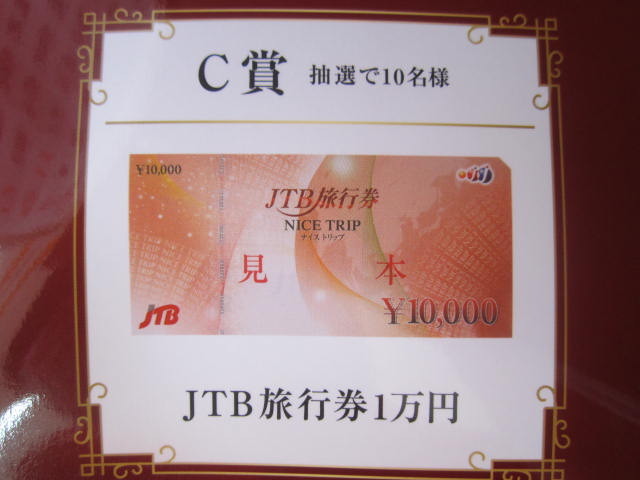 C賞 抽選で10名様
¥10,000
JTB旅行券
NICE TRIP
ナイストリップ
見本
¥10,000
JTB
JTB旅行券1万円